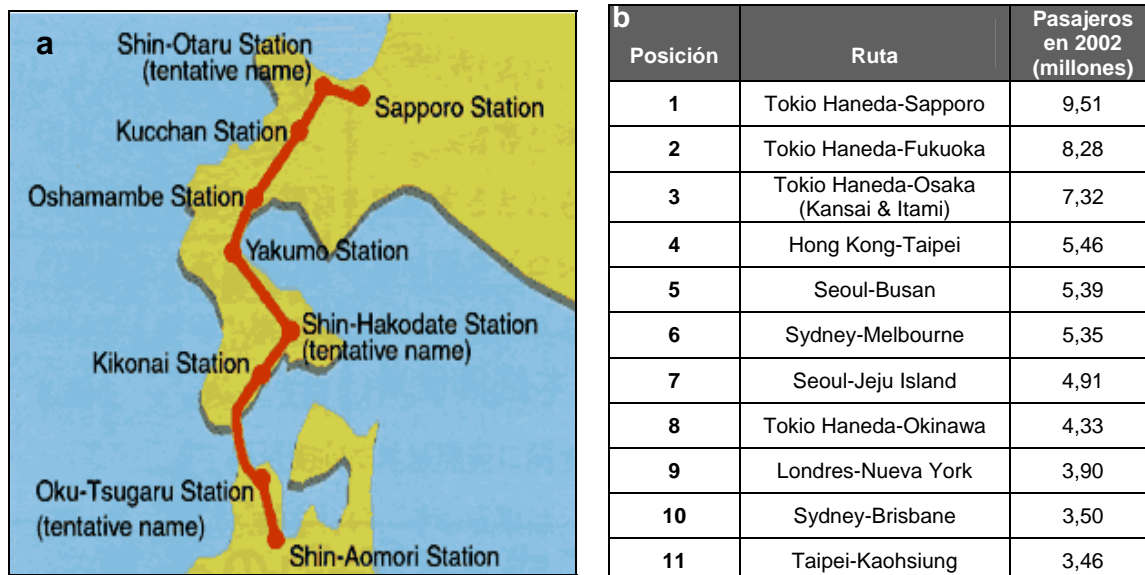 a
Shin-Otaru Station
(tentative name)
Sapporo Station
Kucchan Station
Oshamambe Station
Yakumo Station
Shin-Hakodate Station
(tentative name)
Kikonai Station
Oku-Tsugaru Station
(tentative name)
Shin-Aomori Station
b
Posición Ruta Pasajeros
en 2002
(millones)
1 Tokio Haneda-Sapporo 9,51
2 Tokio Haneda-Fukuoka 8,28
3 Tokio Haneda-Osaka
(Kansai & Itami) 7,32
4 Hong Kong-Taipei 5,46
5 Seoul-Busan 5,39
6 Sydney-Melbourne 5,35
7 Seoul-Jeju Island 4,91
8 Tokio Haneda-Okinawa 4,33
9 Londres-Nueva York 3,90
10 Sydney-Brisbane 3,50
11 Taipei-Kaohsiung 3,46